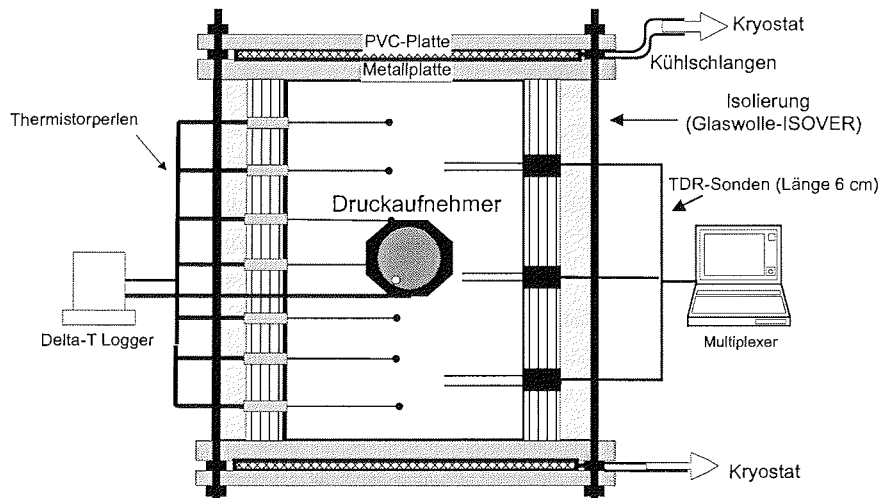 PVC-Platte
Kryostat
Metallplatte
Kühlschlangen
Thermistorperlen
Isolierung
(Glaswolle-ISOVER)
TDR-Sonden (Länge 6 cm)
Druckaufnehmer
Delta-T Logger
Multiplexer
Kryostat